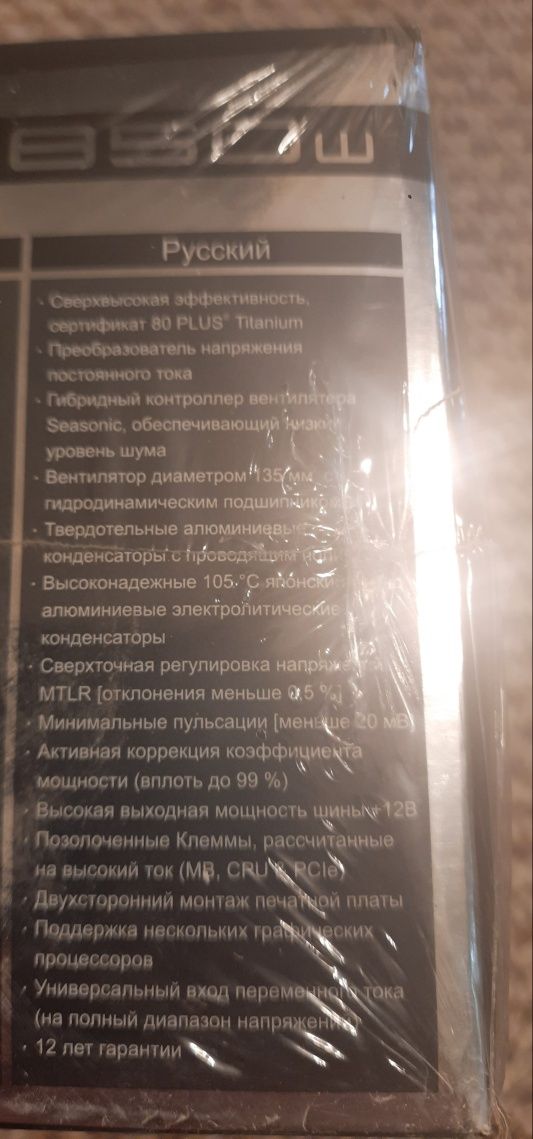 850W
Русский
· Сверхвысокая эффективность,
сертификат 80 PLUS® Titanium
· Преобразователь напряжения
постоянного тока
· Гибридный контроллер вентилятора
Seasonic, обеспечивающий низкий
уровень шума
· Вентилятор диаметром 135 мм
гидродинамическим подшипником
· Твердотельные алюминиевые
конденсаторы с проводящим
· Высоконадежные 105 °C
алюминиевые электролитические
конденсаторы
· Сверхточная регулировка напряжения
MTLR [отклонения меньше 0,5 %]
· Минимальные пульсации [меньше 20 мВ]
· Активная коррекция коэффициента
мощности (вплоть до 99 %)
· Высокая выходная мощность шины +12В
· Позолоченные Клеммы, рассчитанные
на высокий ток (MB, CPU & PCIe)
· Двухсторонний монтаж печатной платы
· Поддержка нескольких графических
процессоров
· Универсальный вход переменного тока
(на полный диапазон напряжений)
· 12 лет гарантии